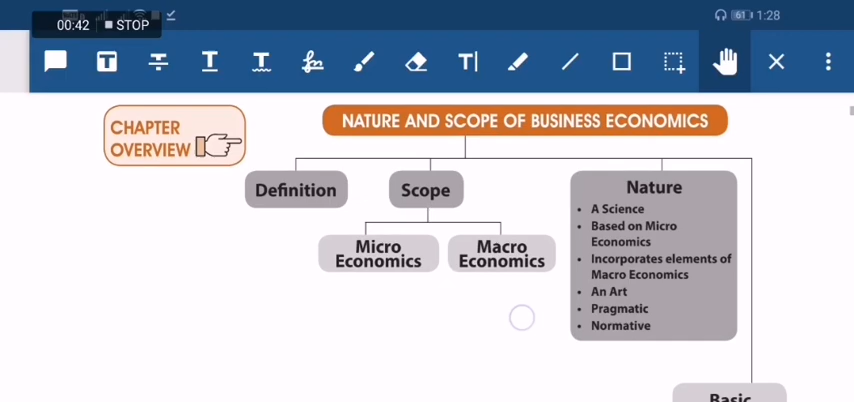 00:42 STOP
61 1:28
CHAPTER
OVERVIEW
NATURE AND SCOPE OF BUSINESS ECONOMICS
Definition
Scope
Micro
Economics
Macro
Economics
Nature
• A Science
• Based on Micro
Economics
• Incorporates elements of
Macro Economics
• An Art
• Pragmatic
• Normative
Basic